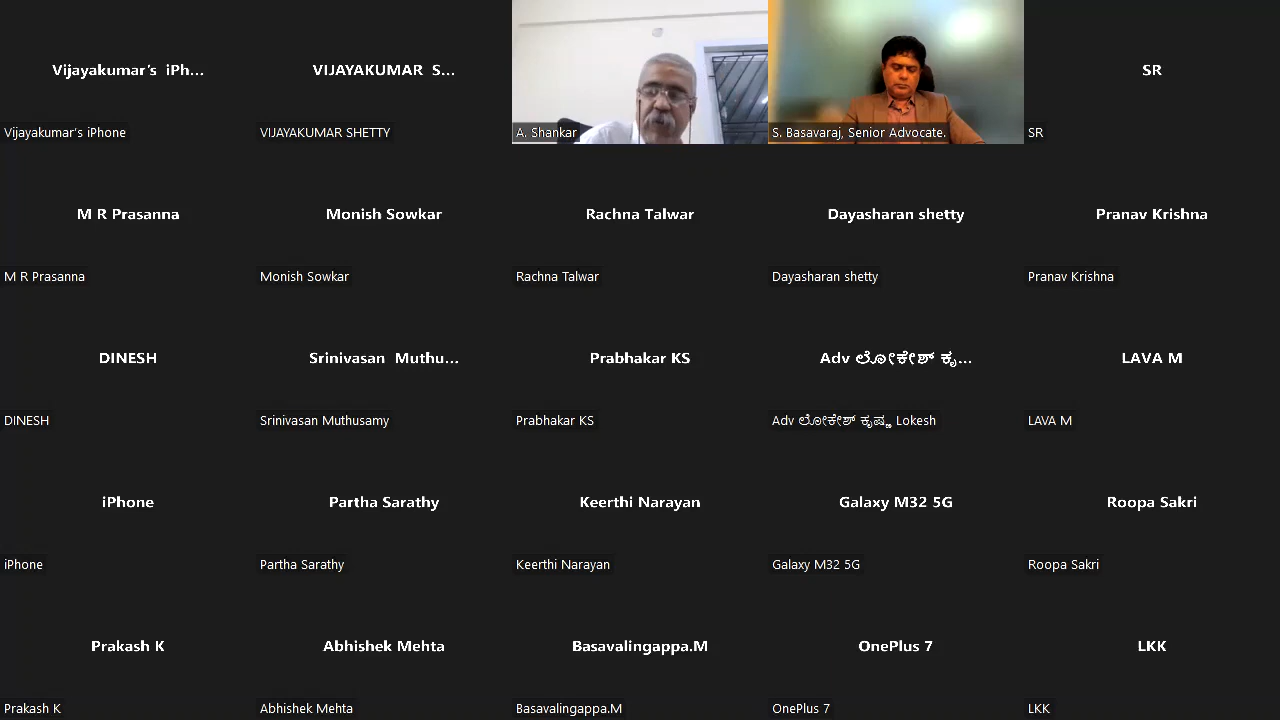 Vijayakumar's iPh...
VIJAYAKUMAR S...
SR
Vijayakumar's iPhone
VIJAYAKUMAR SHETTY
A. Shankar
S. Basavaraj, Senior Advocate.
SR
M R Prasanna
Monish Sowkar
Rachna Talwar
Dayasharan shetty
Pranav Krishna
M R Prasanna
Monish Sowkar
Rachna Talwar
Dayasharan shetty
Pranav Krishna
DINESH
Srinivasan Muthu...
Prabhakar KS
Adv ಲೋಕೇಶ್ ಕೃ...
LAVA M
DINESH
Srinivasan Muthusamy
Prabhakar KS
Adv ಲೋಕೇಶ್ ಕೃಷ್ಣ Lokesh
LAVA M
iPhone
Partha Sarathy
Keerthi Narayan
Galaxy M32 5G
Roopa Sakri
iPhone
Partha Sarathy
Keerthi Narayan
Galaxy M32 5G
Roopa Sakri
Prakash K
Abhishek Mehta
Basavalingappa.M
OnePlus 7
LKK
Prakash K
Abhishek Mehta
Basavalingappa.M
OnePlus 7
LKK